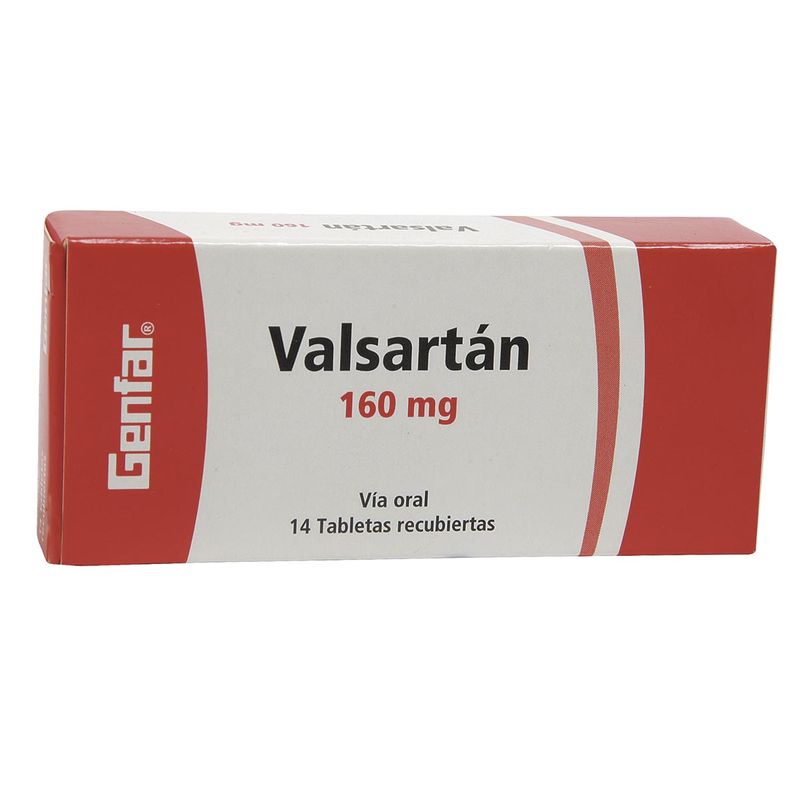 Valsartán 160 mg
Genfar®
Valsartán
160 mg
Vía oral
14 Tabletas recubiertas